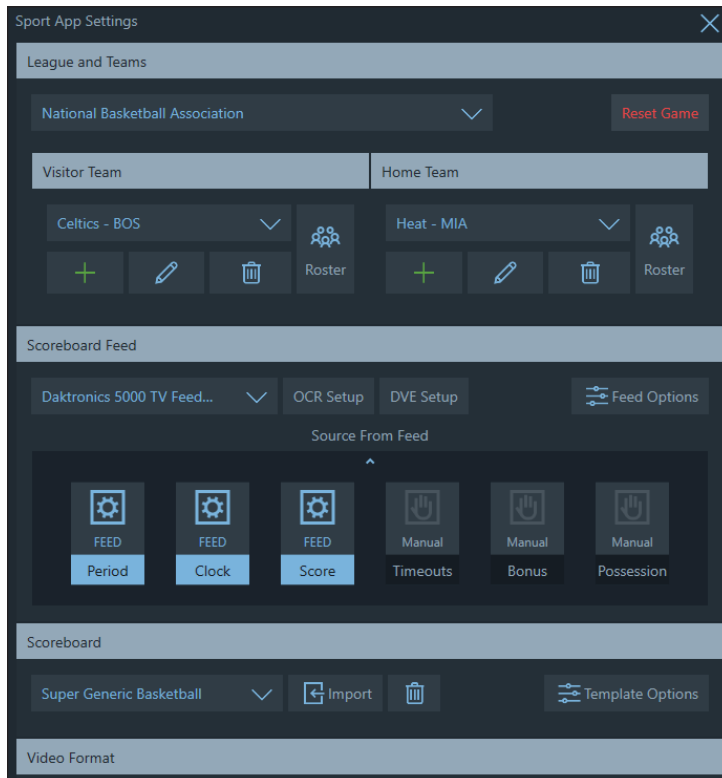 Sport App Settings
League and Teams
National Basketball Association
Reset Game
Visitor Team
Home Team
Celtics - BOS
Roster
Heat - MIA
Roster
Scoreboard Feed
Daktronics 5000 TV Feed...
OCR Setup
DVE Setup
Feed Options
Source From Feed
FEED
Period
FEED
Clock
FEED
Score
Manual
Timeouts
Manual
Bonus
Manual
Possession
Scoreboard
Super Generic Basketball
Import
Template Options
Video Format